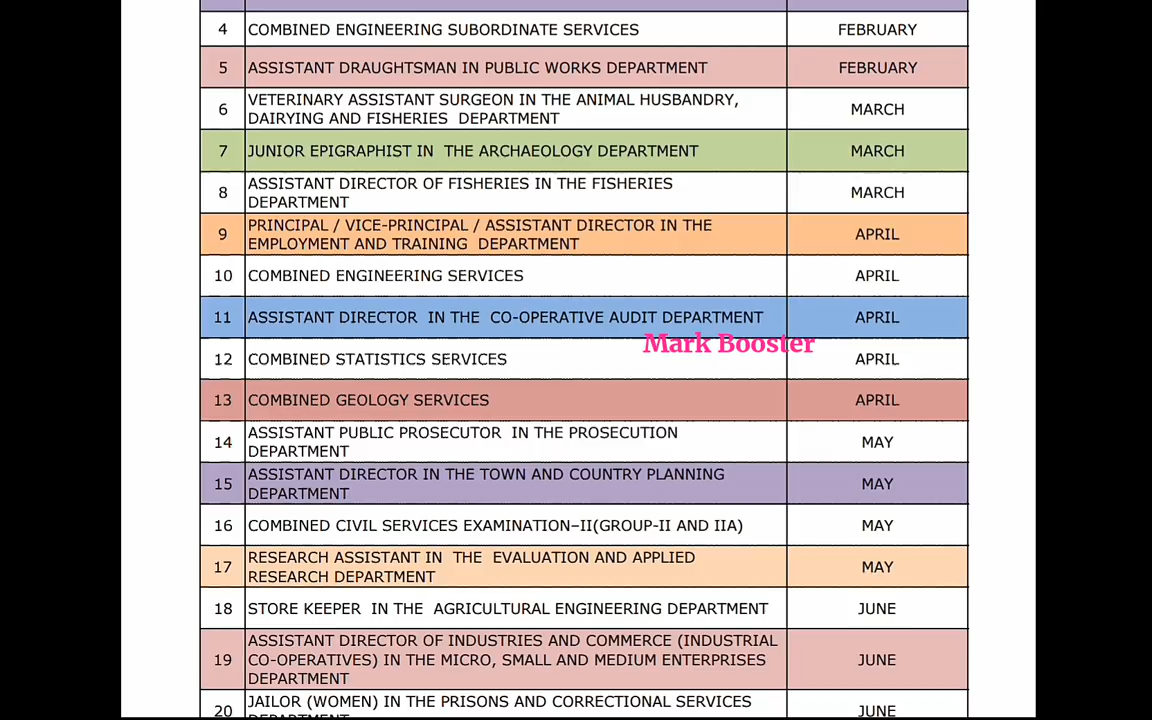 4 COMBINED ENGINEERING SUBORDINATE SERVICES FEBRUARY
5 ASSISTANT DRAUGHTSMAN IN PUBLIC WORKS DEPARTMENT FEBRUARY
6 VETERINARY ASSISTANT SURGEON IN THE ANIMAL HUSBANDRY,
DAIRYING AND FISHERIES DEPARTMENT MARCH
7 JUNIOR EPIGRAPHIST IN THE ARCHAEOLOGY DEPARTMENT MARCH
8 ASSISTANT DIRECTOR OF FISHERIES IN THE FISHERIES
DEPARTMENT MARCH
9 PRINCIPAL / VICE-PRINCIPAL / ASSISTANT DIRECTOR IN THE
EMPLOYMENT AND TRAINING DEPARTMENT APRIL
10 COMBINED ENGINEERING SERVICES APRIL
11 ASSISTANT DIRECTOR IN THE CO-OPERATIVE AUDIT DEPARTMENT APRIL
Mark Booster
12 COMBINED STATISTICS SERVICES APRIL
13 COMBINED GEOLOGY SERVICES APRIL
14 ASSISTANT PUBLIC PROSECUTOR IN THE PROSECUTION
DEPARTMENT MAY
15 ASSISTANT DIRECTOR IN THE TOWN AND COUNTRY PLANNING
DEPARTMENT MAY
16 COMBINED CIVIL SERVICES EXAMINATION–II(GROUP-II AND IIA) MAY
17 RESEARCH ASSISTANT IN THE EVALUATION AND APPLIED
RESEARCH DEPARTMENT MAY
18 STORE KEEPER IN THE AGRICULTURAL ENGINEERING DEPARTMENT JUNE
19 ASSISTANT DIRECTOR OF INDUSTRIES AND COMMERCE (INDUSTRIAL
CO-OPERATIVES) IN THE MICRO, SMALL AND MEDIUM ENTERPRISES
DEPARTMENT JUNE
20 JAILOR (WOMEN) IN THE PRISONS AND CORRECTIONAL SERVICES
DEPARTMENT JUNE